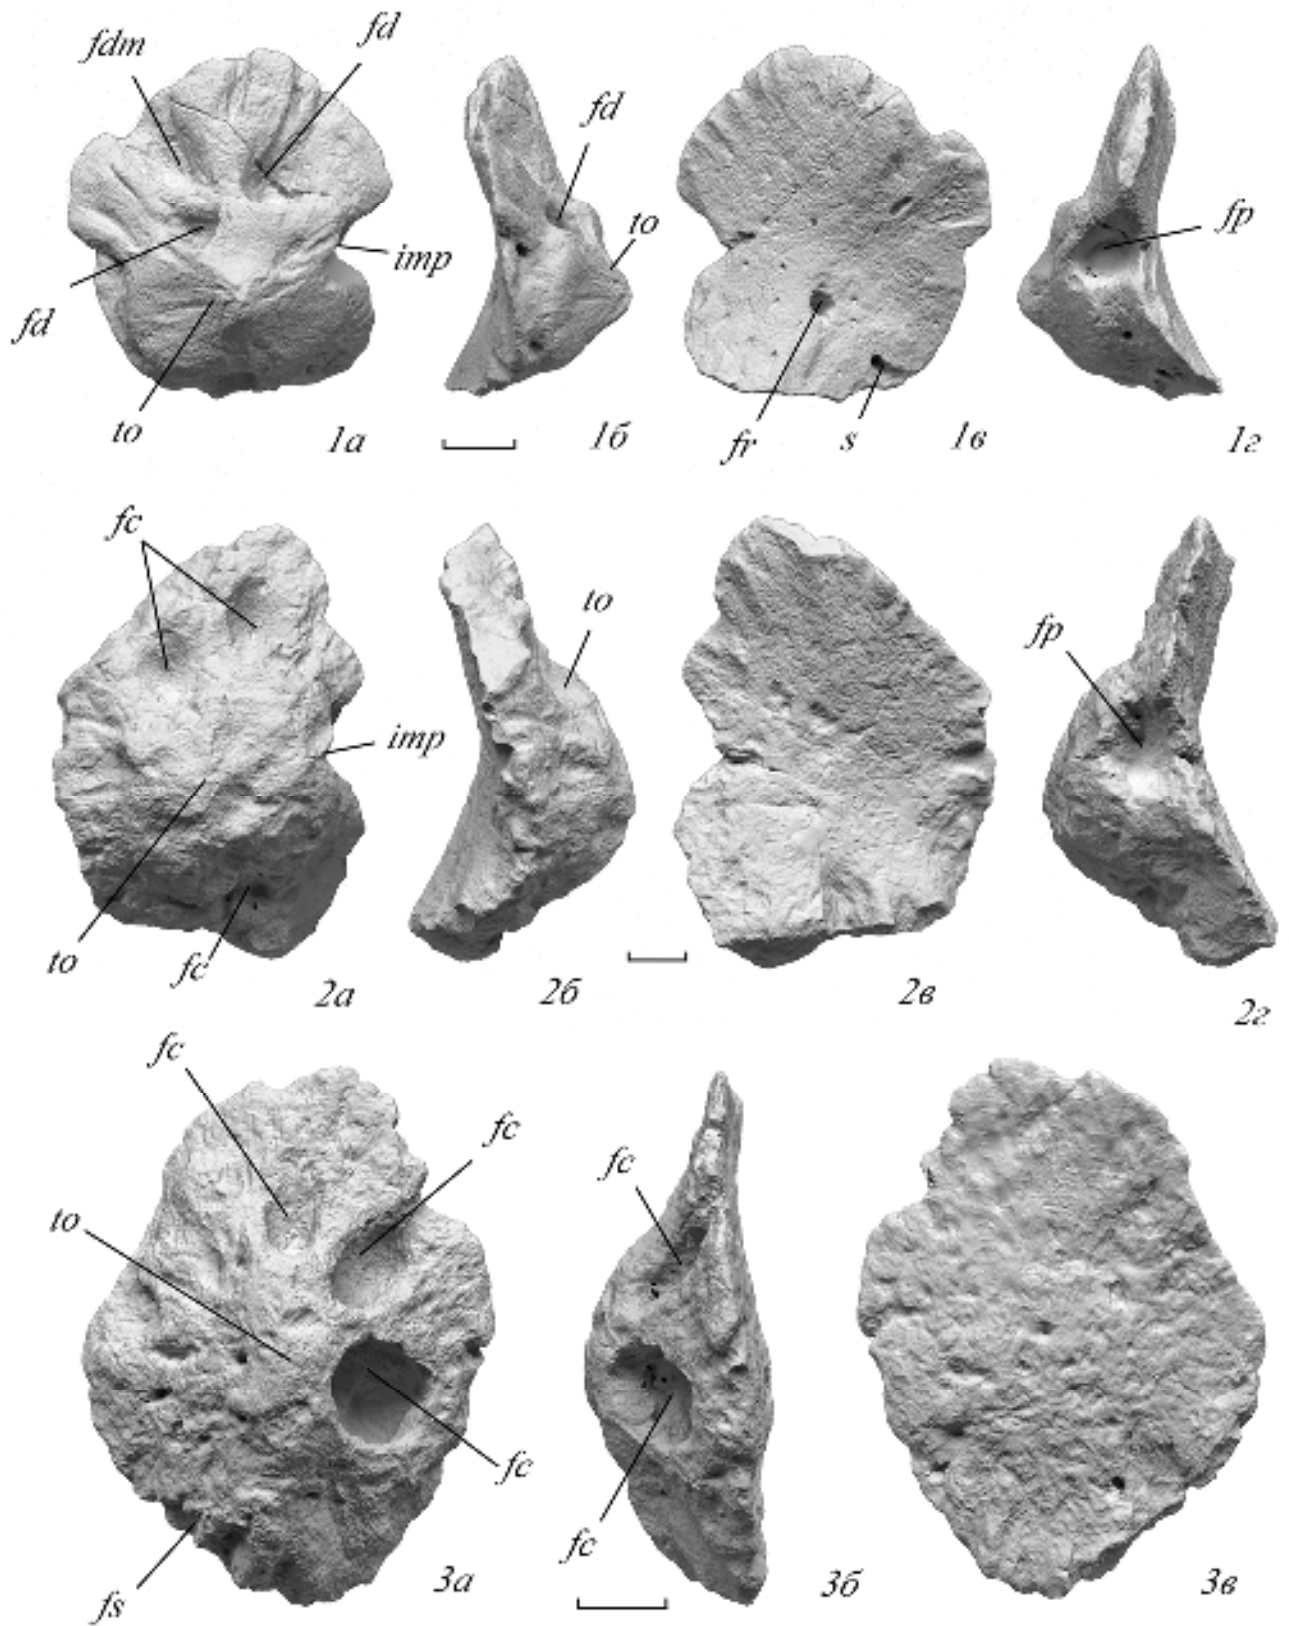 fdm fd
fd
to
fp
imp
fd
to 1а 1б fr s 1в 1г
fc
to
fp
imp
to fc 2а 2б 2в 2г
fc
fc
fc
to
fc
fc
fs 3а 3б 3в